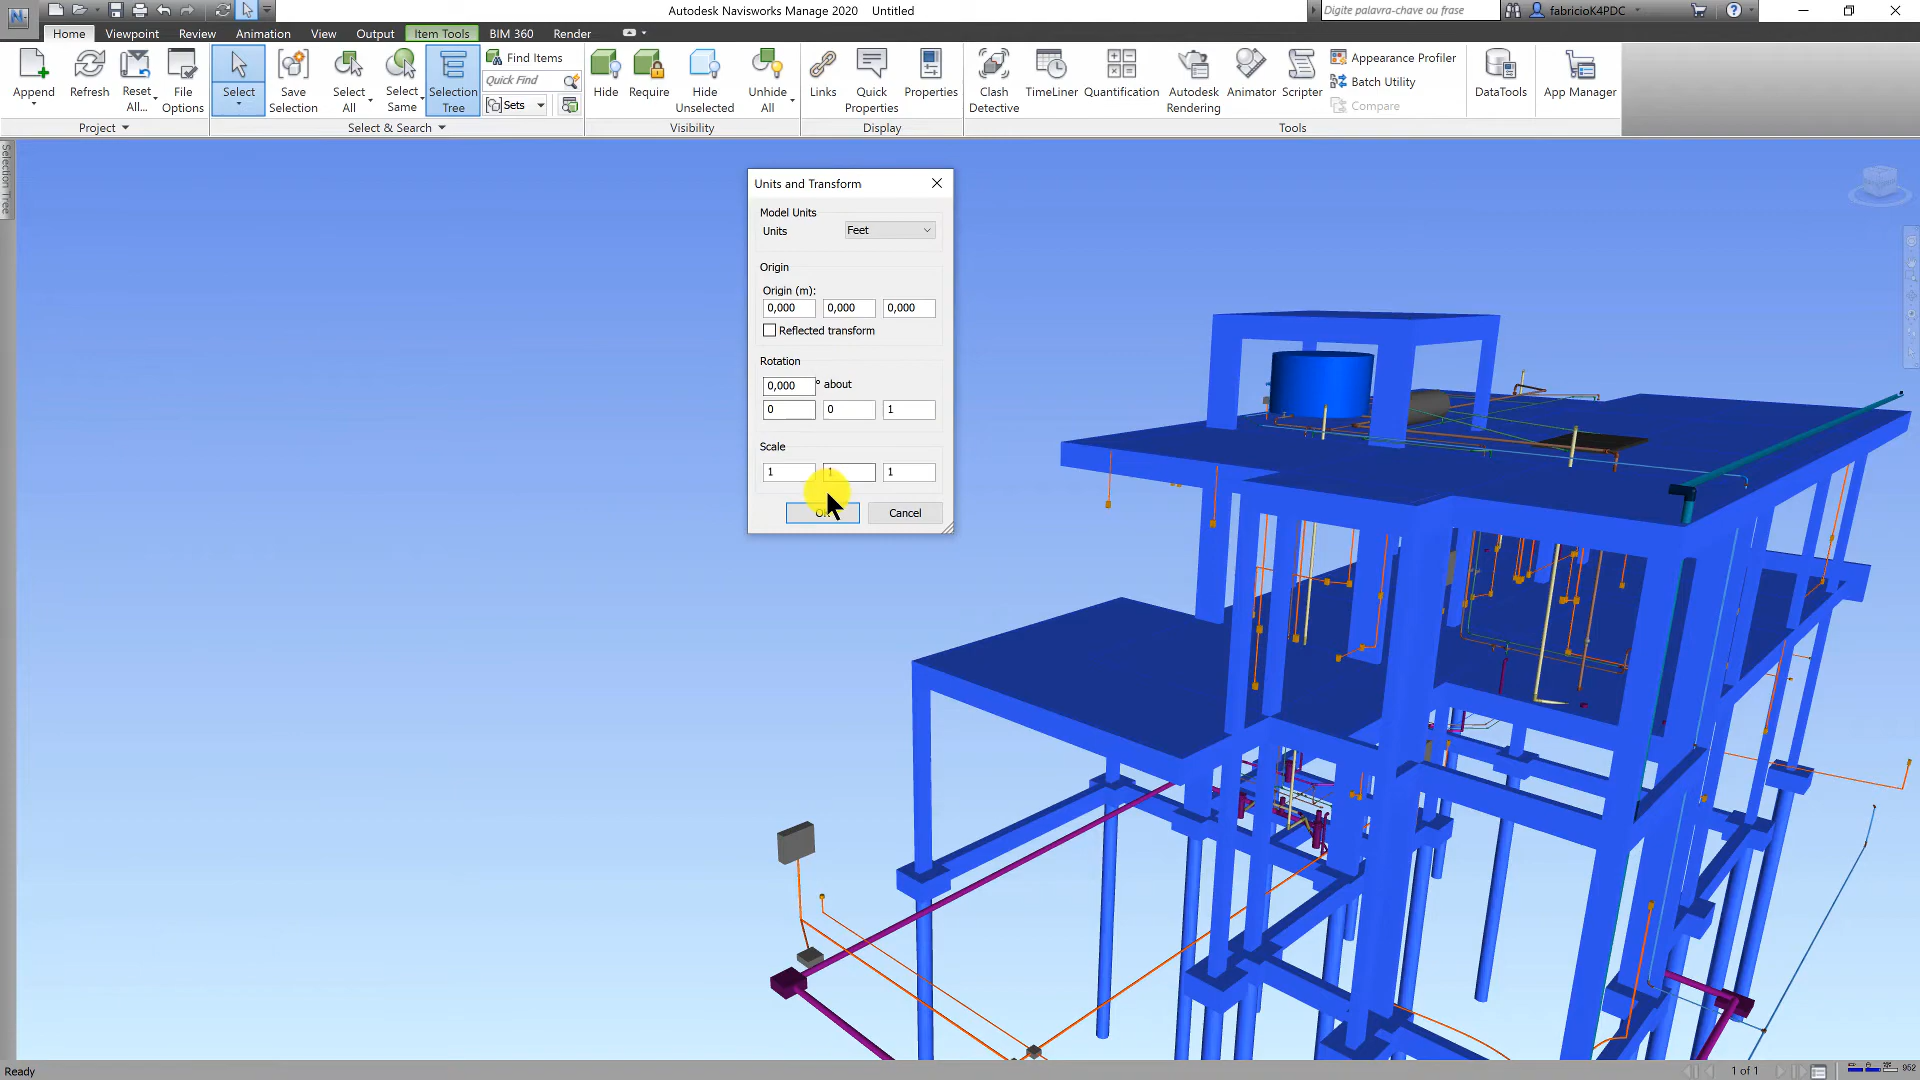 Autodesk Navisworks Manage 2020 Untitled
Digite palavra-chave ou frase
fabricioK4PDC
Home Viewpoint Review Animation View Output Item Tools BIM 360 Render
Append
Refresh
Reset
All...
File
Options
Select
Save
Selection
Select
All
Select
Same
Selection
Tree
Find Items
Quick Find
Sets
Hide
Require
Hide
Unselected
Unhide
All
Links
Quick
Properties
Properties
Clash
Detective
TimeLiner
Quantification
Autodesk
Rendering
Animator
Scripter
Appearance Profiler
Batch Utility
Compare
DataTools
App Manager
Project
Select & Search
Visibility
Display
Tools
Selection Tree
Units and Transform
Model Units
Units Feet
Origin
Origin (m):
0,000 0,000 0,000
Reflected transform
Rotation
0,000 ° about
0 0 1
Scale
1 1 1
Cancel
Ready
1 of 1
952